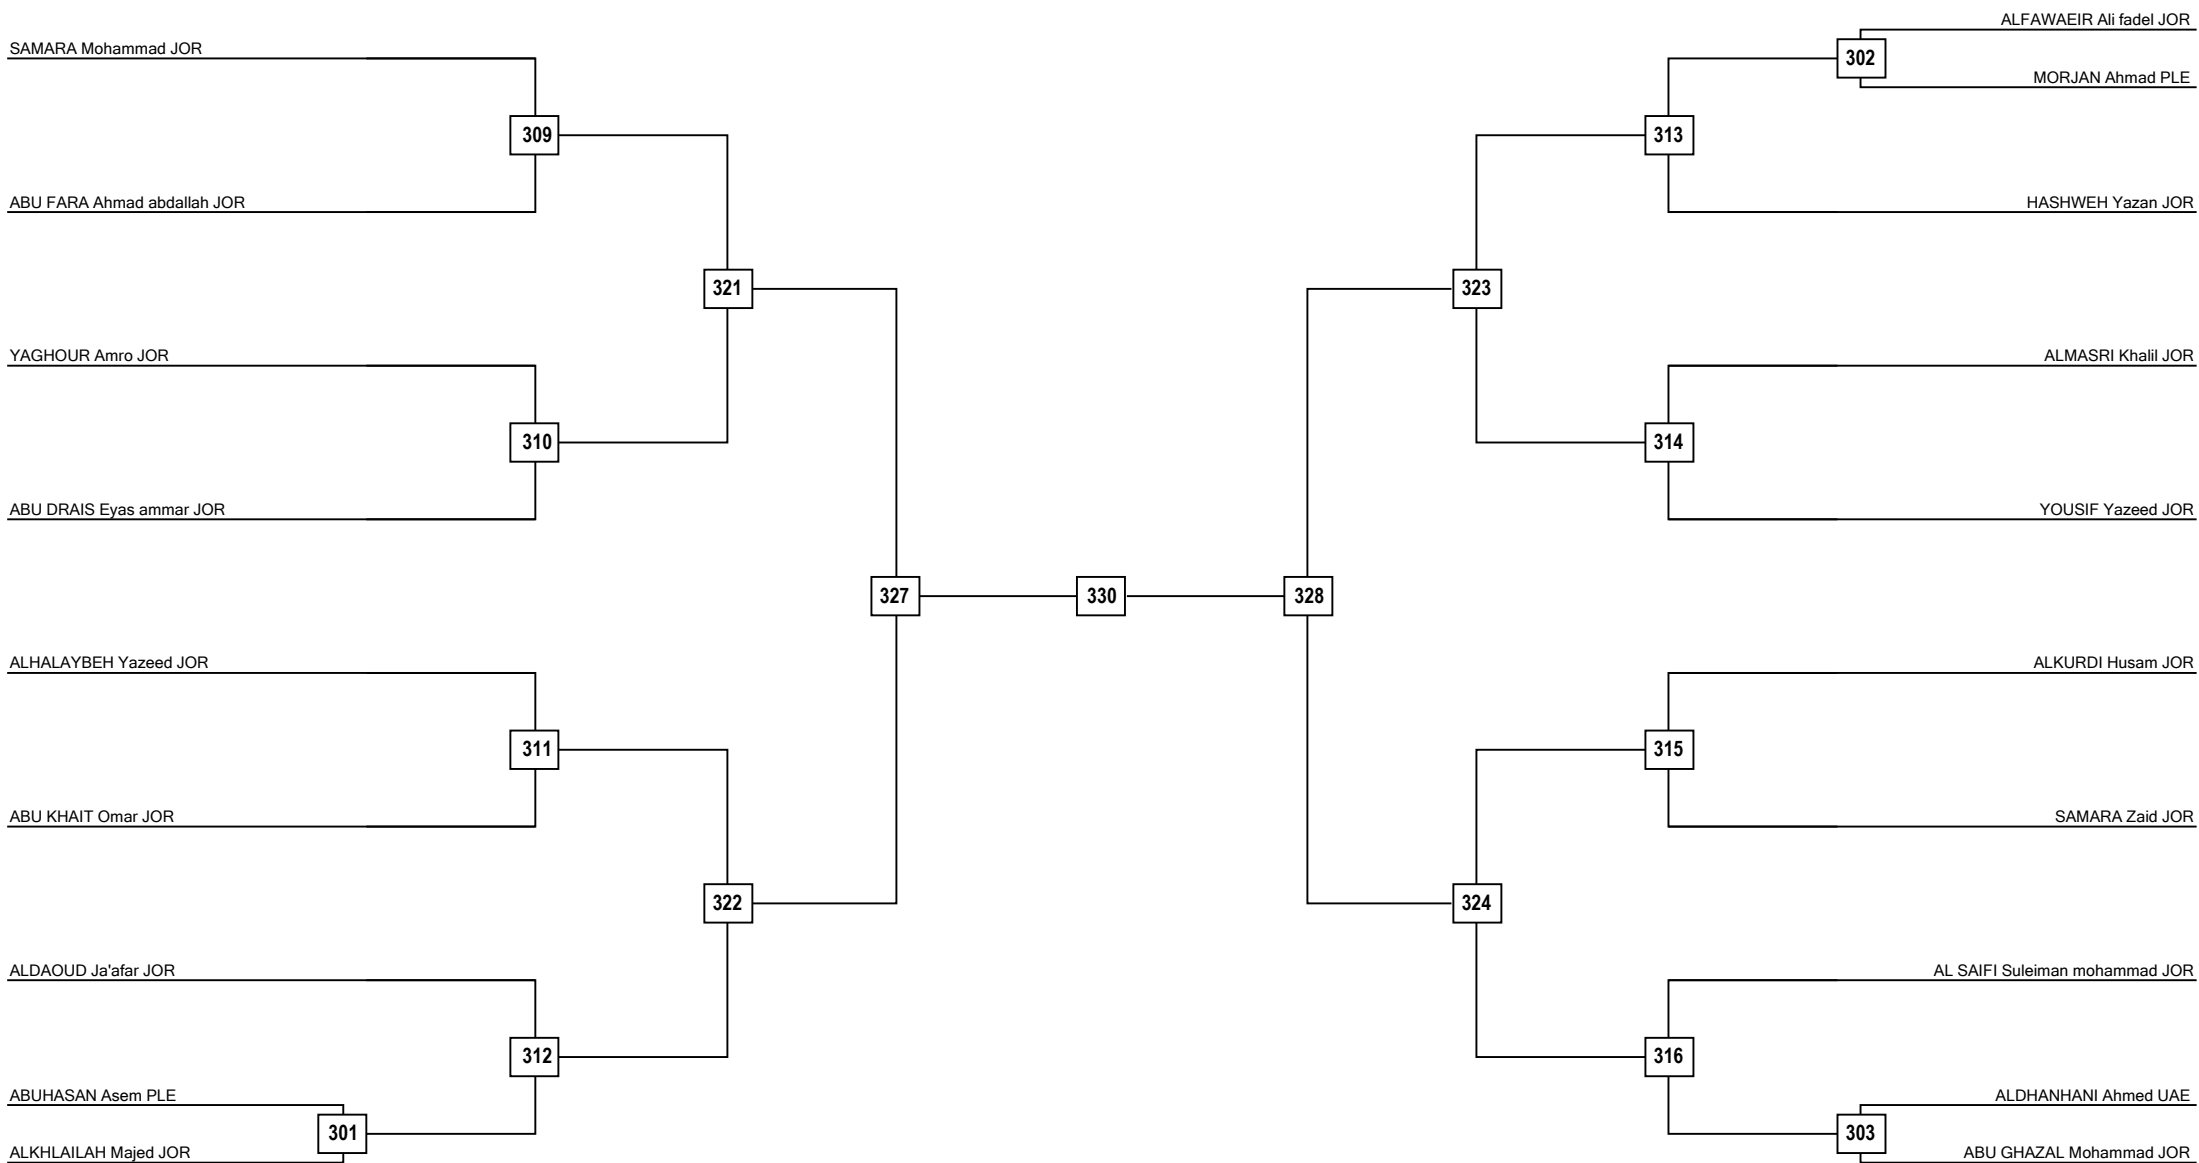 ALFAWAEIR Ali fadel JOR
SAMARA Mohammad JOR
302
MORJAN Ahmad PLE
309
313
ABU FARA Ahmad abdallah JOR
HASHWEH Yazan JOR
321
323
YAGHOUR Amro JOR
ALMASRI Khalil JOR
310
314
ABU DRAIS Eyas ammar JOR
YOUSIF Yazeed JOR
327
330
328
ALHALAYBEH Yazeed JOR
ALKURDI Husam JOR
311
315
ABU KHAIT Omar JOR
SAMARA Zaid JOR
322
324
ALDAOUD Ja'afar JOR
AL SAIFI Suleiman mohammad JOR
312
316
ABUHASAN Asem PLE
ALDHANHANI Ahmed UAE
301
303
ALKHLAILAH Majed JOR
ABU GHAZAL Mohammad JOR